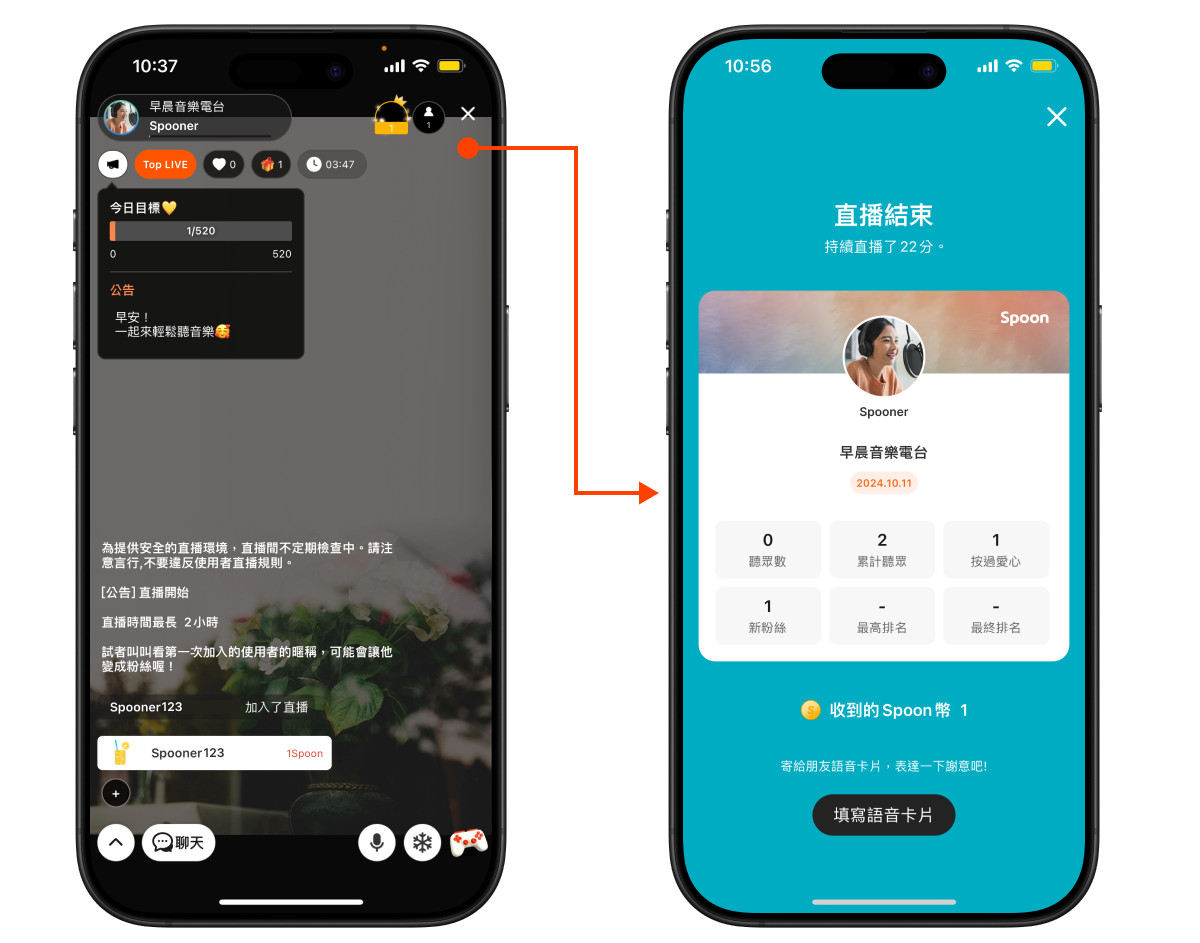 10:37
早晨音樂電台
Spooner
1
1
Top LIVE
0
1
03:47
今日目標💛
1/520
0
520
公告
早安！
一起來輕鬆聽音樂🥰
為提供安全的直播環境，直播間不定期檢查中。請注
意言行,不要違反使用者直播規則。
[公告] 直播開始
直播時間最長 2小時
試者叫叫看第一次加入的使用者的暱稱，可能會讓他
變成粉絲喔！
Spooner123 加入了直播
Spooner123 1Spoon
+
聊天
10:56
直播結束
持續直播了22分。
Spoon
Spooner
早晨音樂電台
2024.10.11
0 2 1
聽眾數 累計聽眾 按過愛心
1 - -
新粉絲 最高排名 最終排名
S 收到的Spoon幣 1
寄給朋友語音卡片，表達一下謝意吧!
填寫語音卡片